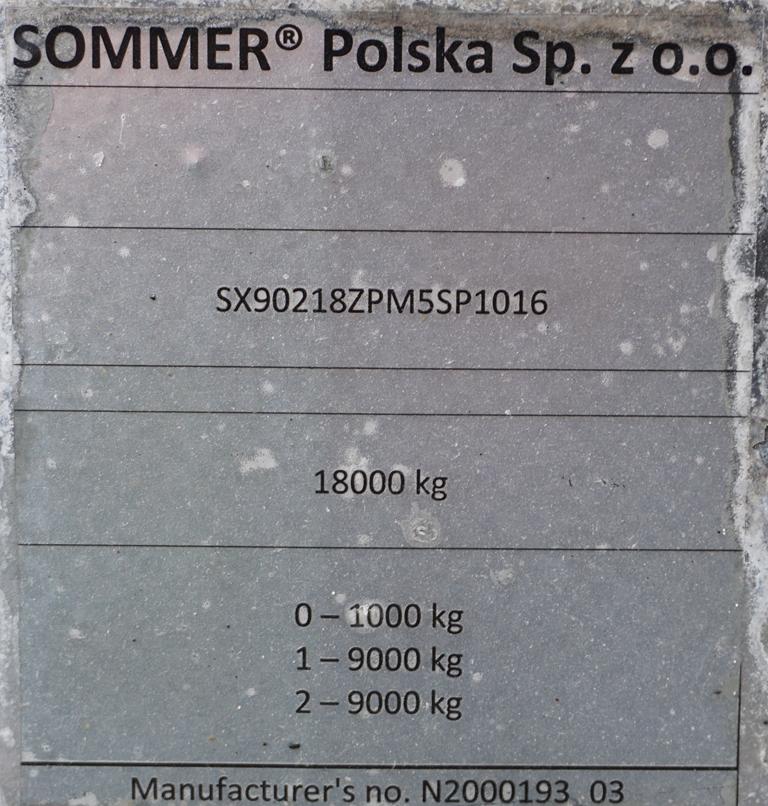 SOMMER® Polska Sp. z o.o.
SX90218ZPM5SP1016
18000 kg
0 – 1000 kg
1 – 9000 kg
2 – 9000 kg
Manufacturer's no. N2000193 03